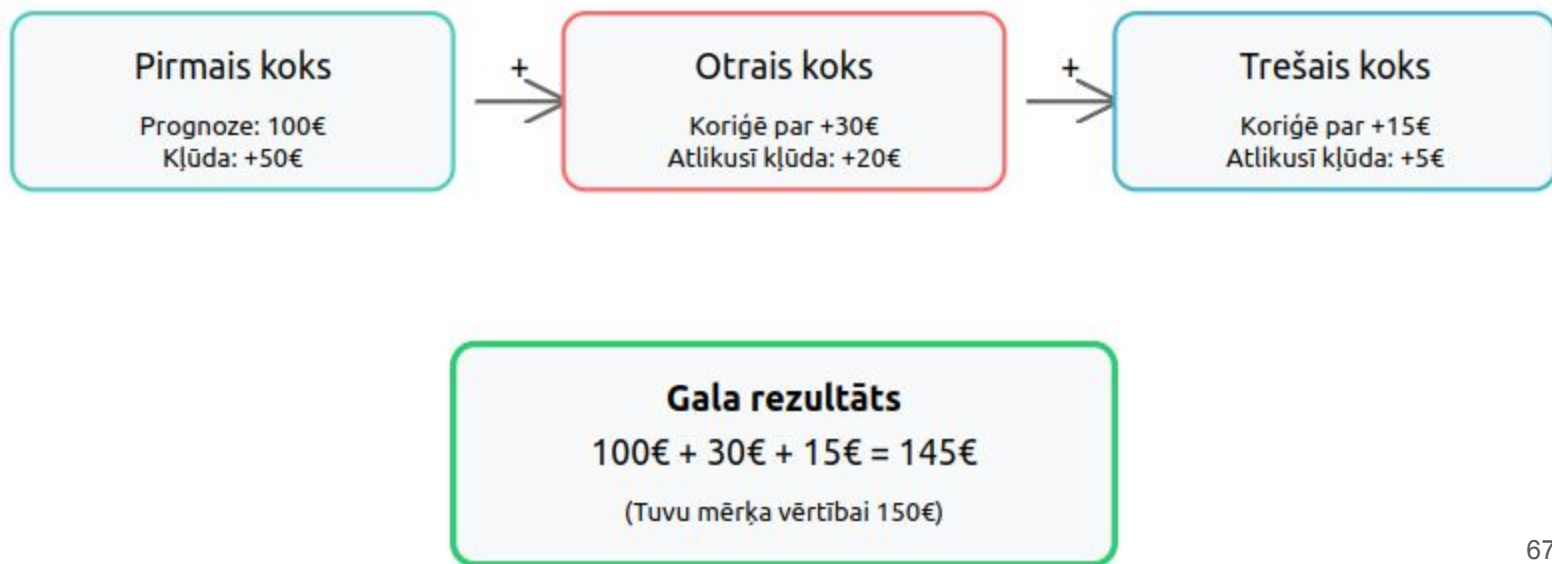 Pirmais koks
Prognoze: 100€
Kļūda: +50€
+
Otrais koks
Koriģē par +30€
Atlikusī kļūda: +20€
+
Trešais koks
Koriģē par +15€
Atlikusī kļūda: +5€
Gala rezultāts
100€ + 30€ + 15€ = 145€
(Tuvu mērķa vērtībai 150€)
67